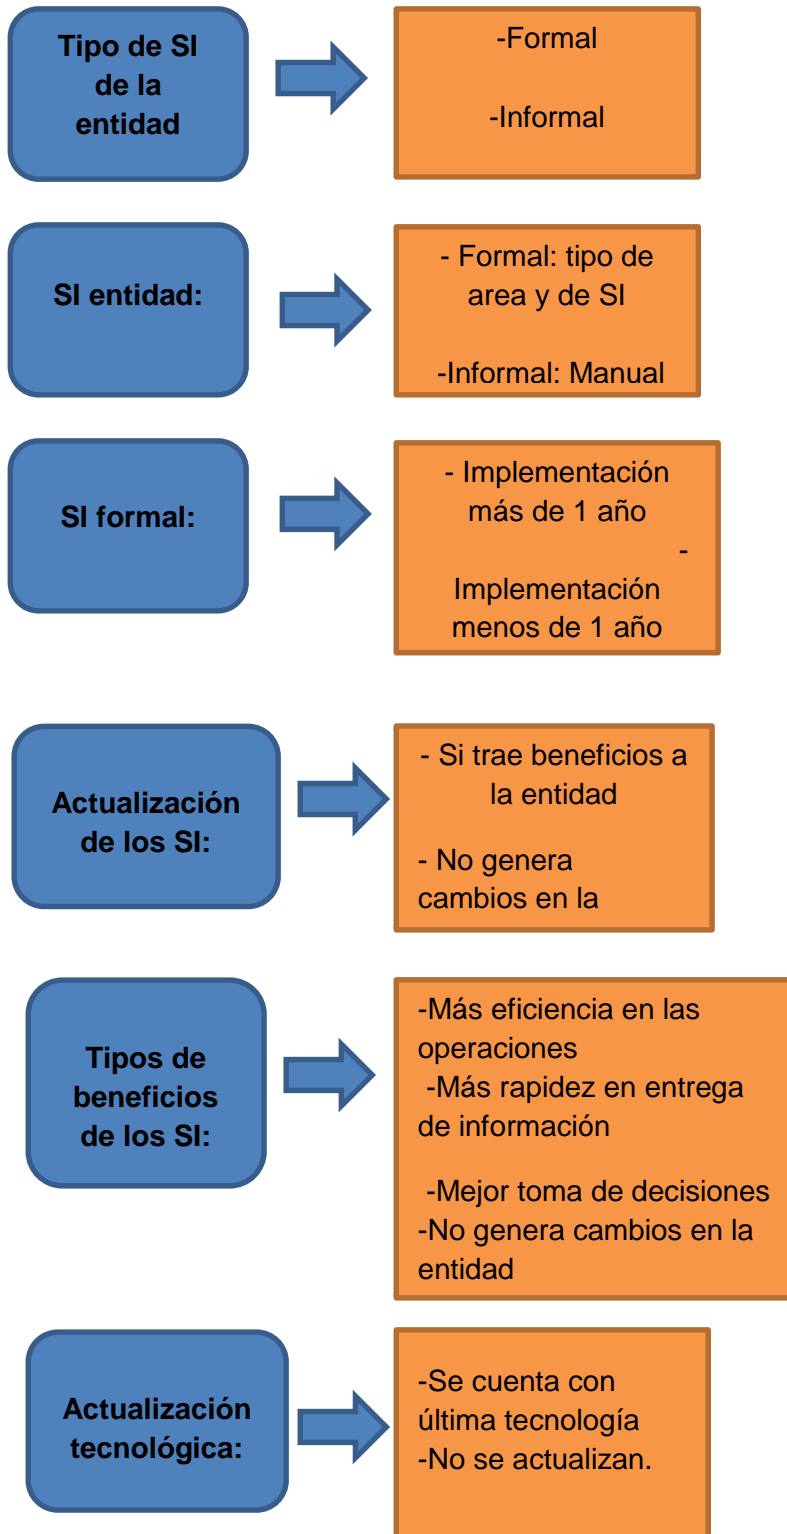 Tipo de SI
de la
entidad
-Formal
-Informal
SI entidad:
- Formal: tipo de
area y de SI
-Informal: Manual
SI formal:
- Implementación
más de 1 año
-
Implementación
menos de 1 año
Actualización
de los SI:
- Si trae beneficios a
la entidad
- No genera
cambios en la
Tipos de
beneficios
de los SI:
-Más eficiencia en las
operaciones
-Más rapidez en entrega
de información
-Mejor toma de decisiones
-No genera cambios en la
entidad
Actualización
tecnológica:
-Se cuenta con
última tecnología
-No se actualizan.